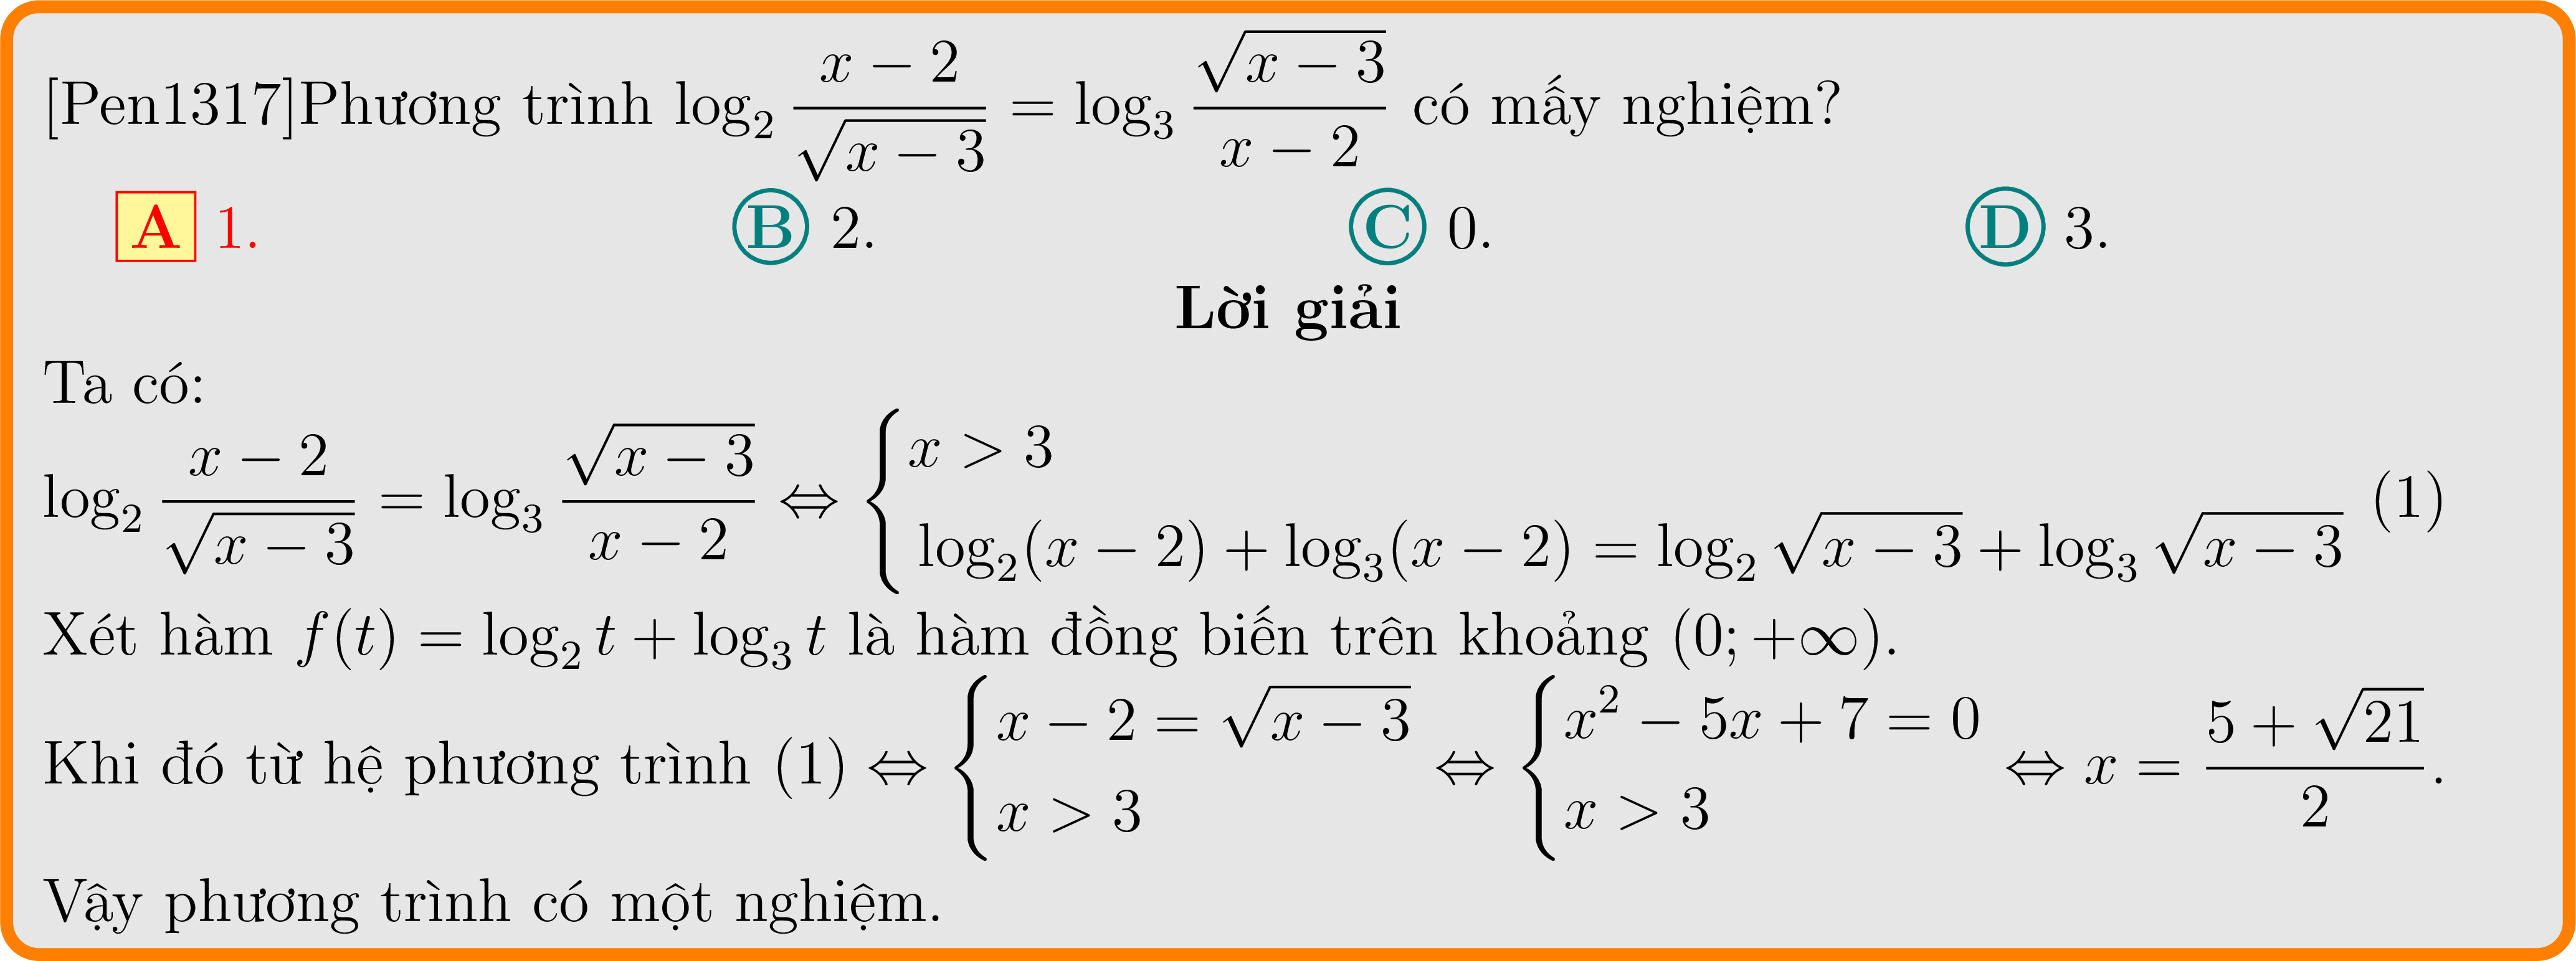 [Pen1317]Phương trình $\log_2 \dfrac{x-2}{\sqrt{x-3}} = \log_3 \dfrac{\sqrt{x-3}}{x-2}$ có mấy nghiệm?
A 1. B 2. C 0. D 3.
Lời giải
Ta có:
$\log_2 \dfrac{x-2}{\sqrt{x-3}} = \log_3 \dfrac{\sqrt{x-3}}{x-2} \Leftrightarrow \begin{cases} x > 3 \\ \log_2(x-2) + \log_3(x-2) = \log_2 \sqrt{x-3} + \log_3 \sqrt{x-3} \end{cases}$ (1)
Xét hàm $f(t) = \log_2 t + \log_3 t$ là hàm đồng biến trên khoảng $(0; +\infty)$.
Khi đó từ hệ phương trình (1) $\Leftrightarrow \begin{cases} x - 2 = \sqrt{x-3} \\ x > 3 \end{cases} \Leftrightarrow \begin{cases} x^2 - 5x + 7 = 0 \\ x > 3 \end{cases} \Leftrightarrow x = \dfrac{5 + \sqrt{21}}{2}.$
Vậy phương trình có một nghiệm.